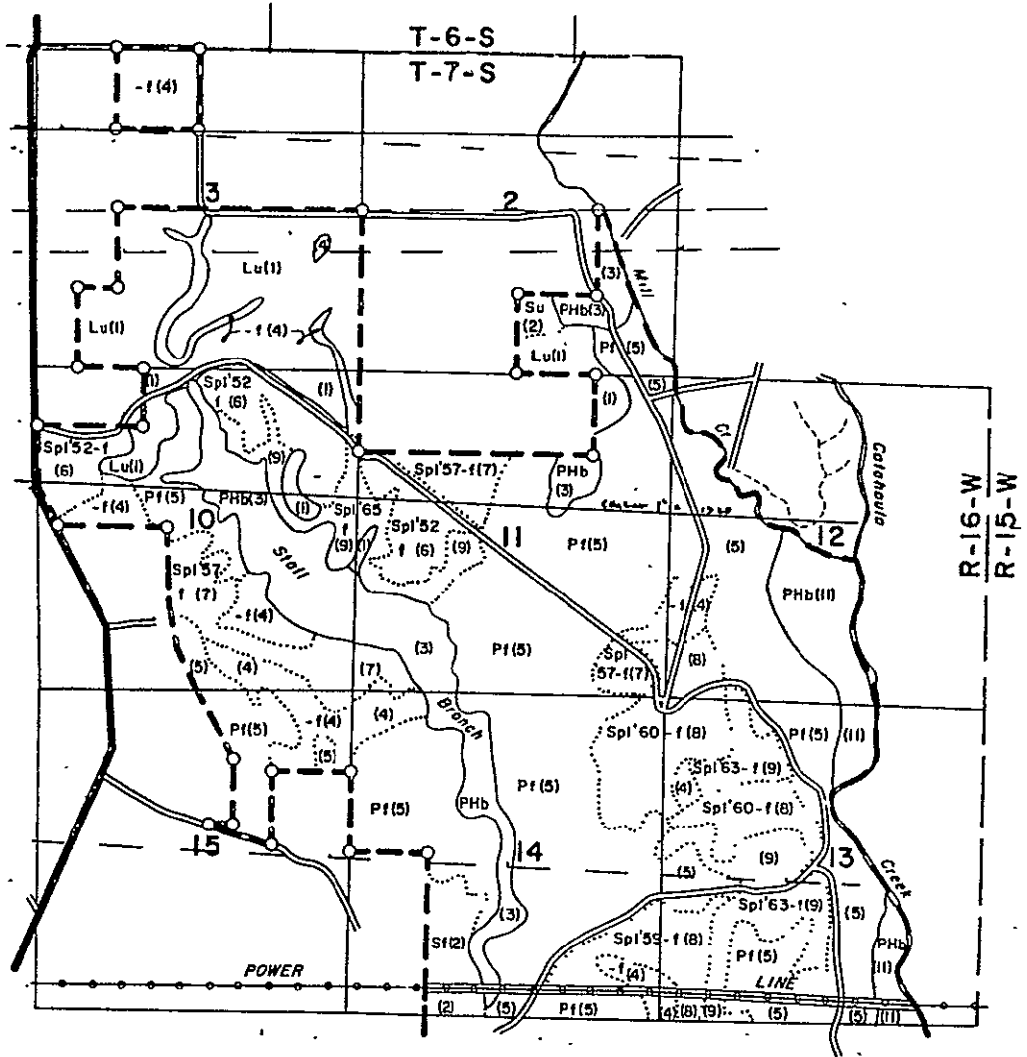 T-6-S
T-7-S
-f(4)
3
2
(4)
Lu(1)
(3)
Mill
Su
(2)
PHb(3)
Lu(1)
-f(4)
Lu(1)
Pf(5)
(1)
Spl'52
f(6)
(1)
(1)
(5)
Cr
Catahoula
Spl'52-f
(6)
Lu(1)
(9)
Spl'57-f(7)
PHb
(3)
-f(4)
Pf(5)
PHb(3)
(1)
Spl'65
f
(9)
(1)
Spl'52
f(6)
(9)
10
11
Pf(5)
(5)
12
R-16-W
R-15-W
Stall
Spl'57
f(7)
-f(4)
PHb(11)
-f(4)
(3)
Pf(5)
(8)
(5)
(4)
(7)
Spl'
57-f(7)
(4)
Branch
Pf(5)
-f(4)
(5)
Spl'60-f(8)
Pf(5)
(11)
Spl'63-f(9)
(4)
Pf(5)
PHb
Pf(5)
Spl'60-f(8)
15
14
(9)
13
(5)
Creek
(3)
Spl'63-f(9)
(5)
Sf(2)
Spl'59-f(8)
Pf(5)
PHb
(11)
f(4)
POWER
LINE
(2)
(5)
Pf(5)
(4)
(8)
(9)
(5)
(5)
(11)